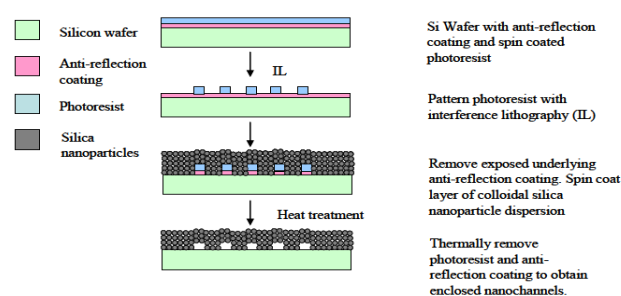 Silicon wafer
Anti-reflection
coating
Photoresist
Silica
nanoparticles
IL
Heat treatment
Si Wafer with anti-reflection
coating and spin coated
photoresist
Pattern photoresist with
interference lithography (IL)
Remove exposed underlying
anti-reflection coating. Spin coat
layer of colloidal silica
nanoparticle dispersion
Thermally remove
photoresist and anti-
reflection coating to obtain
enclosed nanochannels.